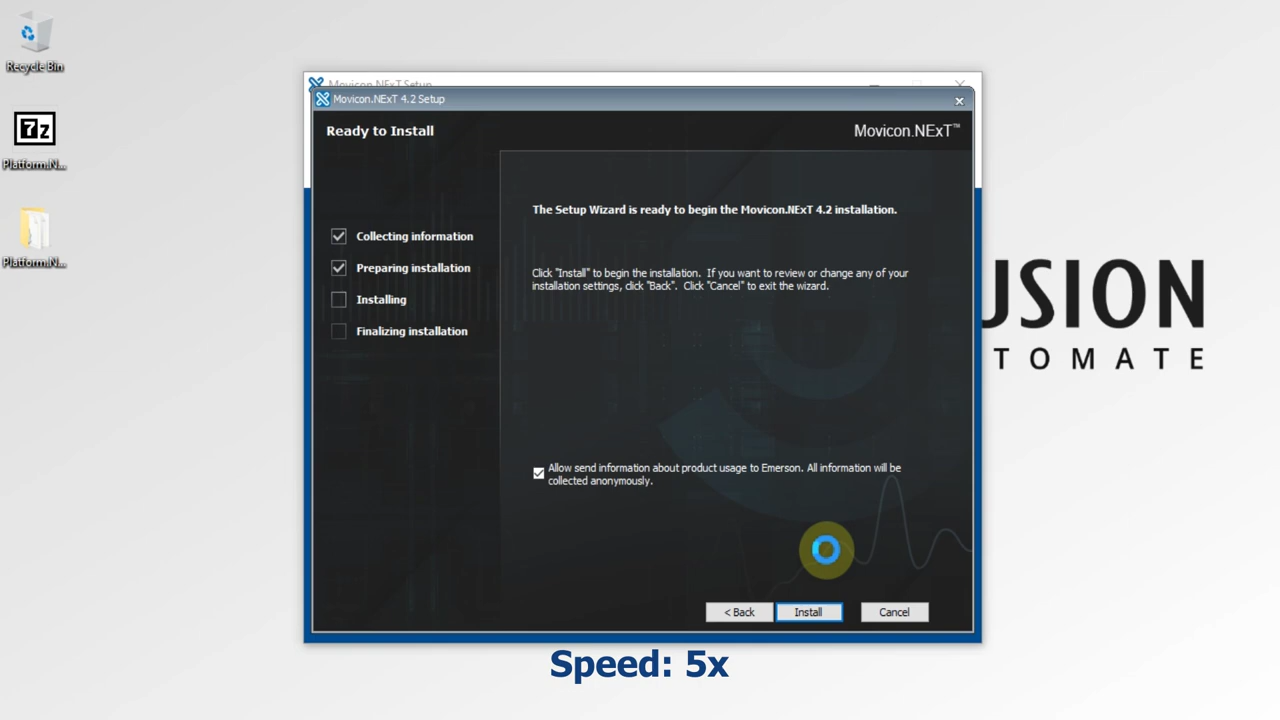 Recycle Bin
Platform.N...
Platform.N...
Movicon.NExT Setup
Movicon.NExT 4.2 Setup
Ready to Install
Movicon.NExT™
The Setup Wizard is ready to begin the Movicon.NExT 4.2 installation.
Collecting information
Preparing installation
Installing
Finalizing installation
Click "Install" to begin the installation. If you want to review or change any of your
installation settings, click "Back". Click "Cancel" to exit the wizard.
Allow send information about product usage to Emerson. All information will be
collected anonymously.
< Back
Install
Cancel
USION
TOMATE
Speed: 5x